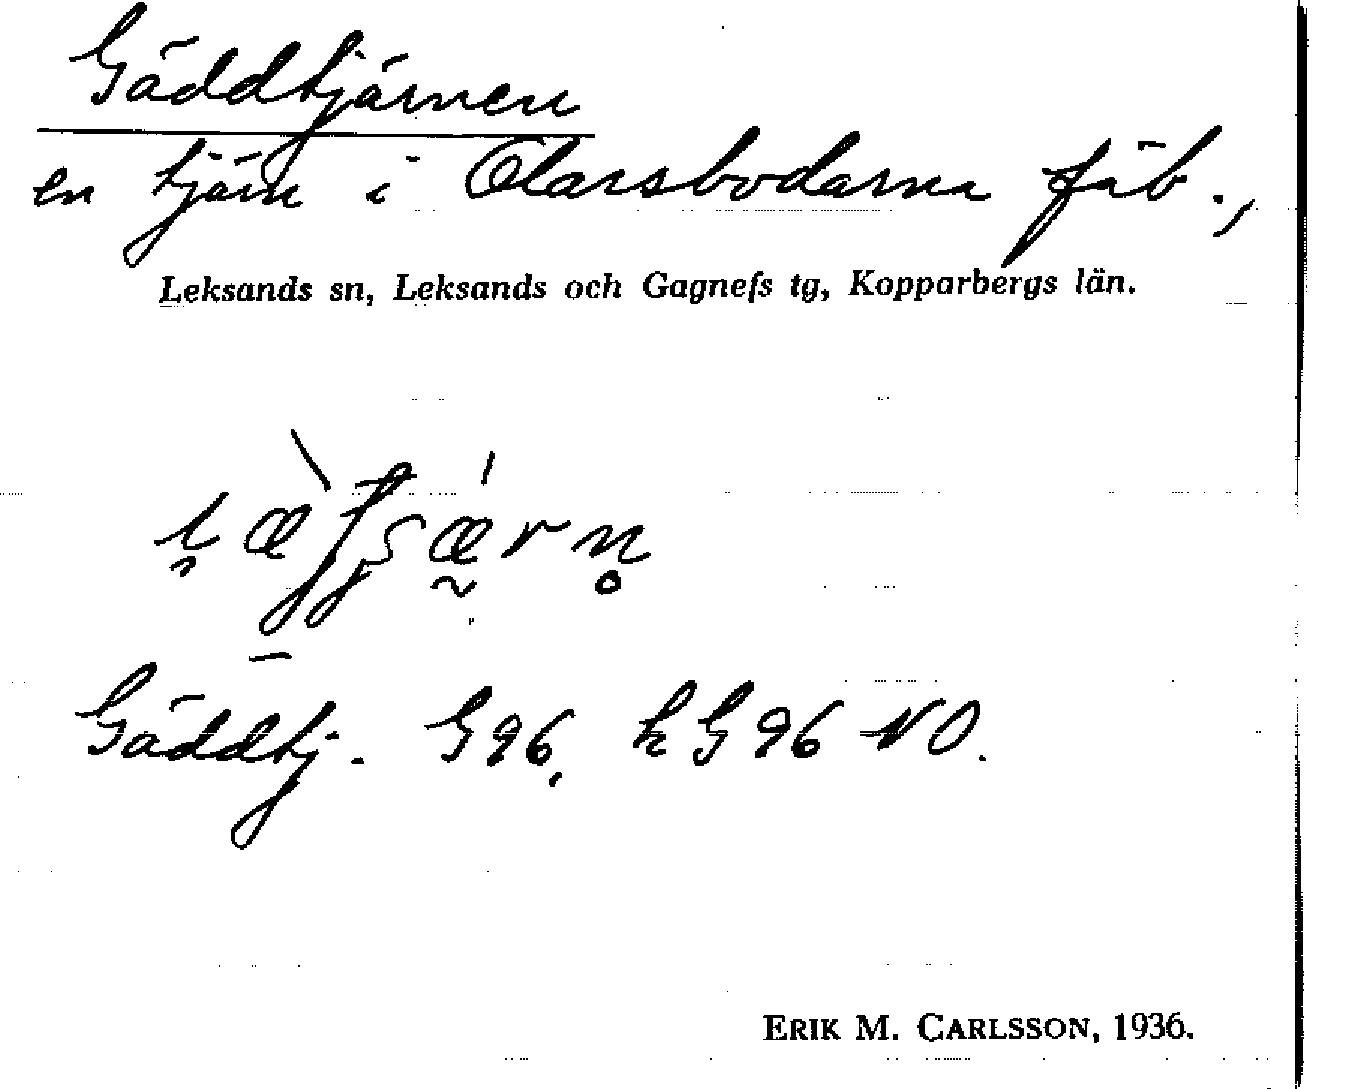 Gäddtjärnen
en tjärn i Olarsbodarna fäb.,
Leksands sn, Leksands och Gagnefs tg, Kopparbergs län.
Gäddtj. G96, kG96 NO.
ERIK M. CARLSSON, 1936.